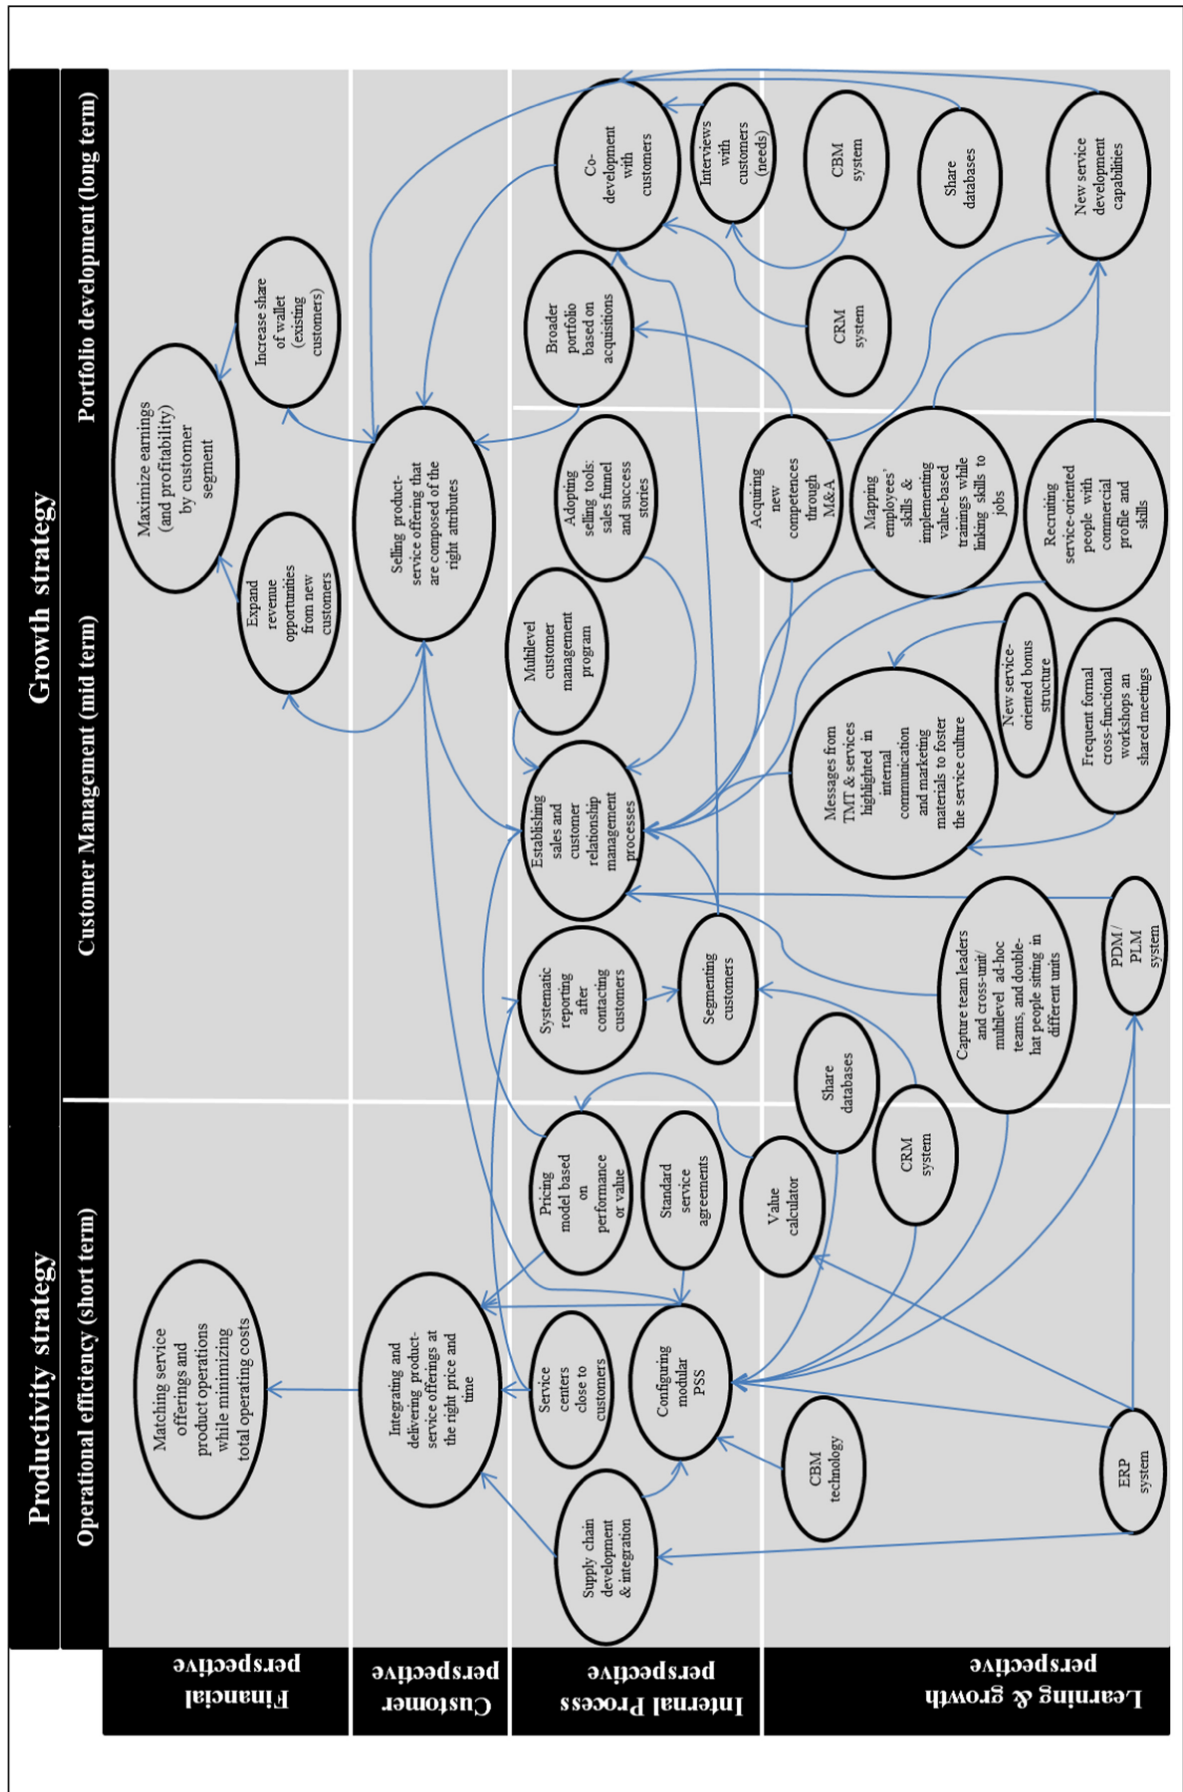 Productivity strategy
Growth strategy
Operational efficiency (short term)
Customer Management (mid term)
Portfolio development (long term)
Financial
perspective
Matching service
offerings and
product operations
while minimizing
total operating costs
Expand
revenue
opportunities
from new
customers
Maximize earnings
(and profitability)
by customer
segment
Increase share
of wallet
(existing
customers)
Customer
perspective
Integrating and
delivering product-
service offerings at
the right price and
time
Selling product-
service offering that
are composed of the
right attributes
Internal Process
perspective
Supply chain
development
& integration
Service
centers
close to
customers
Configuring
modular
PSS
Pricing
model based
on
performance
or value
Standard
service
agreements
Systematic
reporting
after
contacting
customers
Segmenting
customers
Establishing
sales and
customer
relationship
management
processes
Multilevel
customer
management
program
Adopting
selling tools:
sales funnel
and success
stories
Broader
portfolio
based on
acquisitions
Co-
development
with
customers
Interviews
with
customers
(needs)
Learning & growth
perspective
CBM
technology
ERP
system
Value
calculator
Share
databases
CRM
system
Capture team leaders
and cross-unit/
multilevel ad-hoc
teams, and double-
hat people sitting in
different units
PDM /
PLM
system
Messages from
TMT & services
highlighted in
internal
communication
and marketing
materials to foster
the service culture
New service-
oriented bonus
structure
Frequent formal
cross-functional
workshops an
shared meetings
Acquiring
new
competences
through
M&A
Mapping
employees'
skills &
implementing
value-based
trainings while
linking skills to
jobs
Recruiting
service-oriented
people with
commercial
profile and
skills
CRM
system
CBM
system
Share
databases
New service
development
capabilities